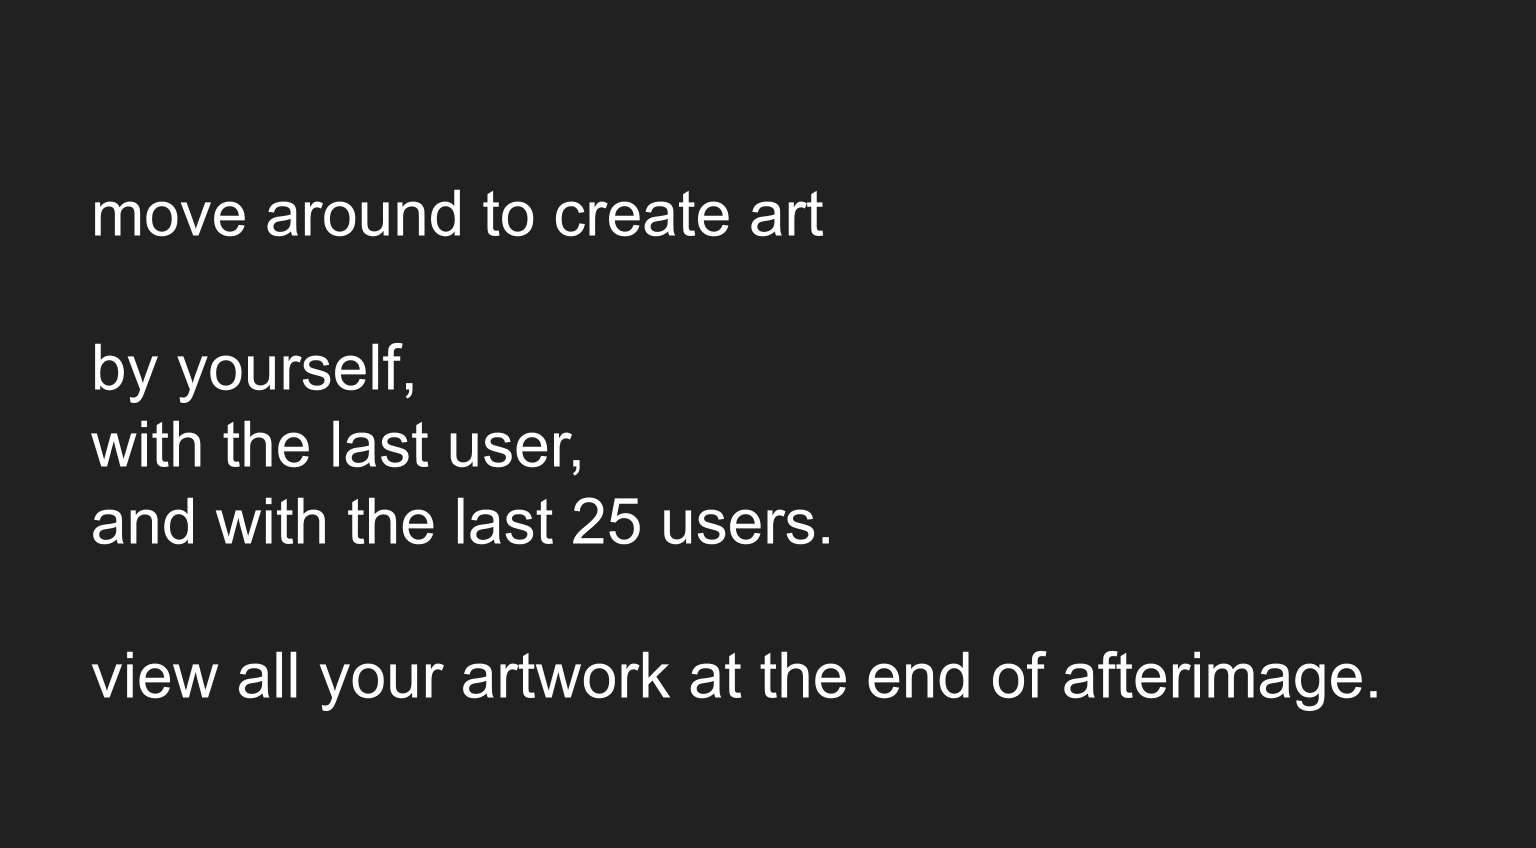 move around to create art
by yourself,
with the last user,
and with the last 25 users.
view all your artwork at the end of afterimage.